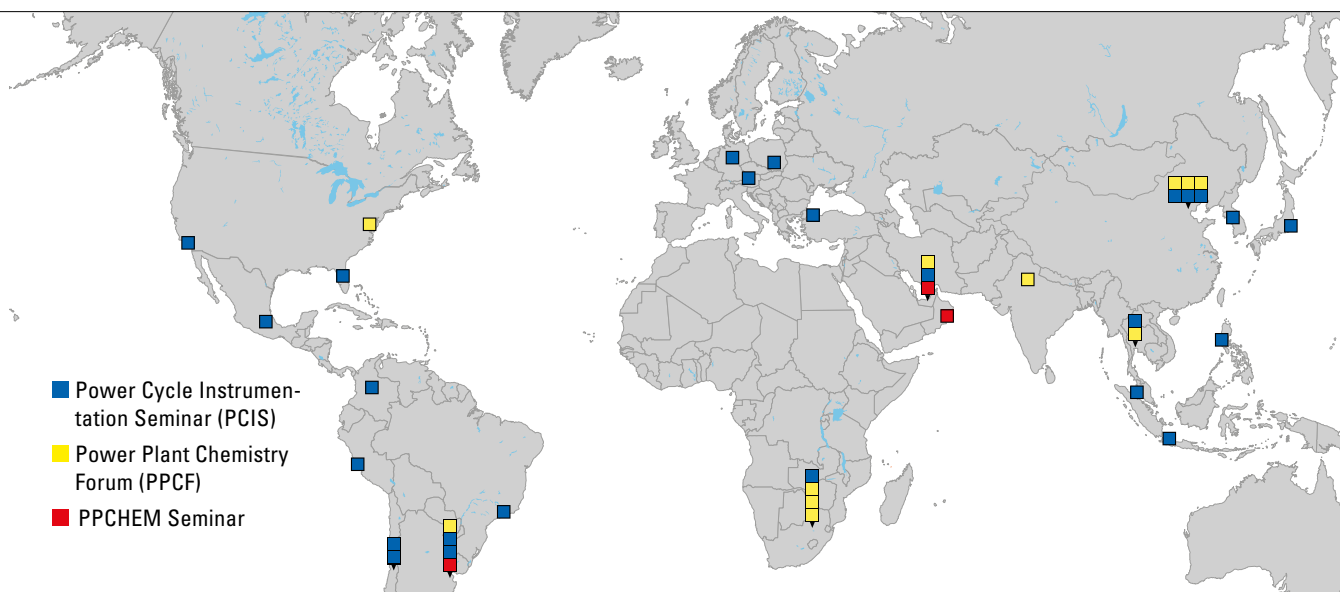 Power Cycle Instrumen-
tation Seminar (PCIS)
Power Plant Chemistry
Forum (PPCF)
PPCHEM Seminar